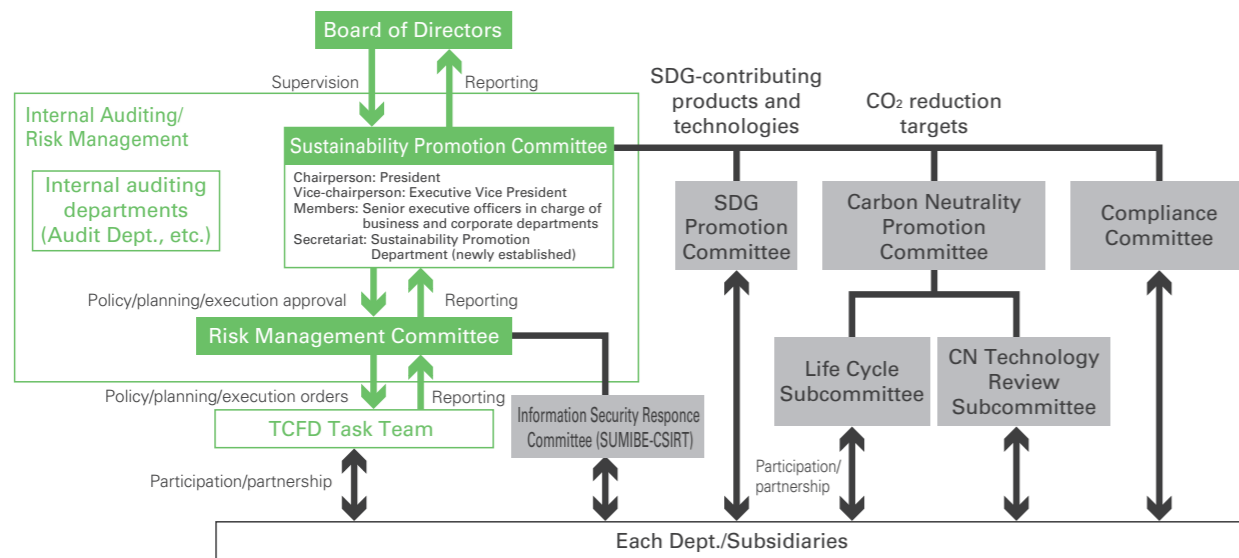 Board of Directors
Supervision
Reporting
SDG-contributing
products and
technologies
CO₂ reduction
targets
Internal Auditing/
Risk Management
Internal auditing
departments
(Audit Dept., etc.)
Sustainability Promotion Committee
Chairperson: President
Vice-chairperson: Executive Vice President
Members: Senior executive officers in charge of
business and corporate departments
Secretariat: Sustainability Promotion
Department (newly established)
SDG
Promotion
Committee
Carbon Neutrality
Promotion
Committee
Compliance
Committee
Policy/planning/execution approval
Reporting
Risk Management Committee
Life Cycle
Subcommittee
CN Technology
Review
Subcommittee
Policy/planning/execution orders
Reporting
TCFD Task Team
Information Security Responce
Committee (SUMIBE-CSIRT)
Participation/partnership
Participation/
partnership
Each Dept./Subsidiaries